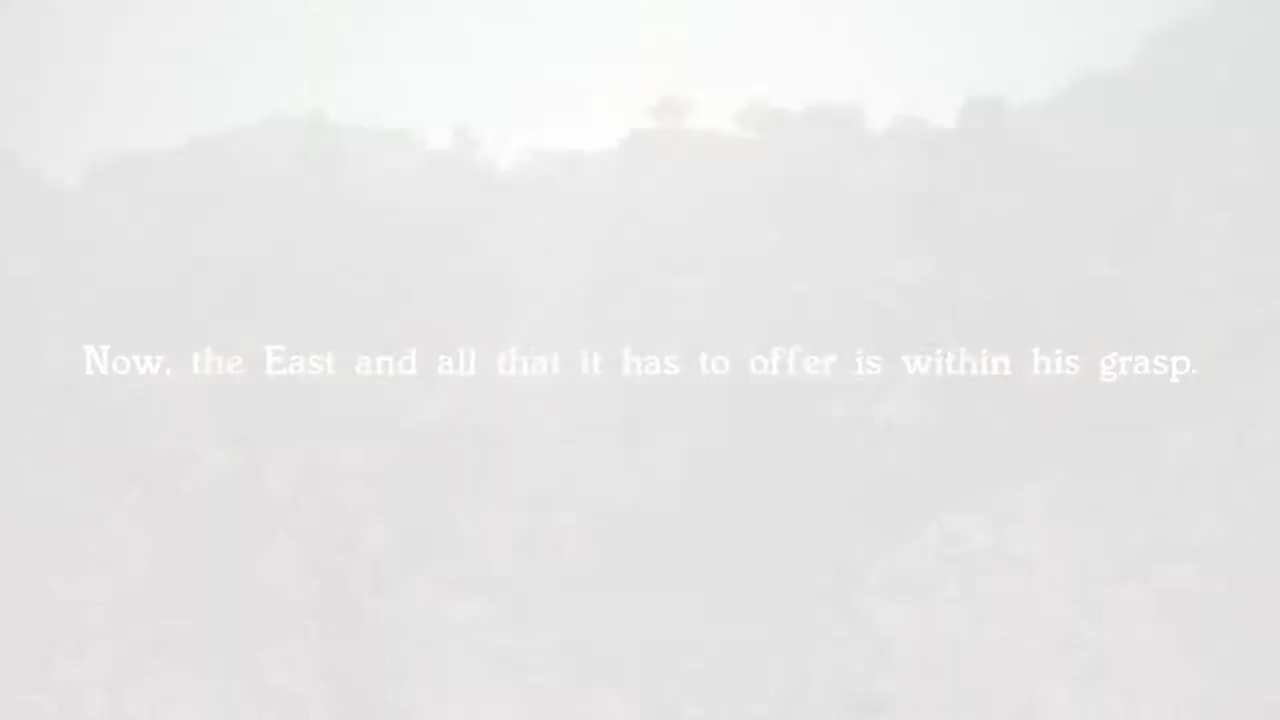 Now, the East and all that it has to offer is within his grasp.